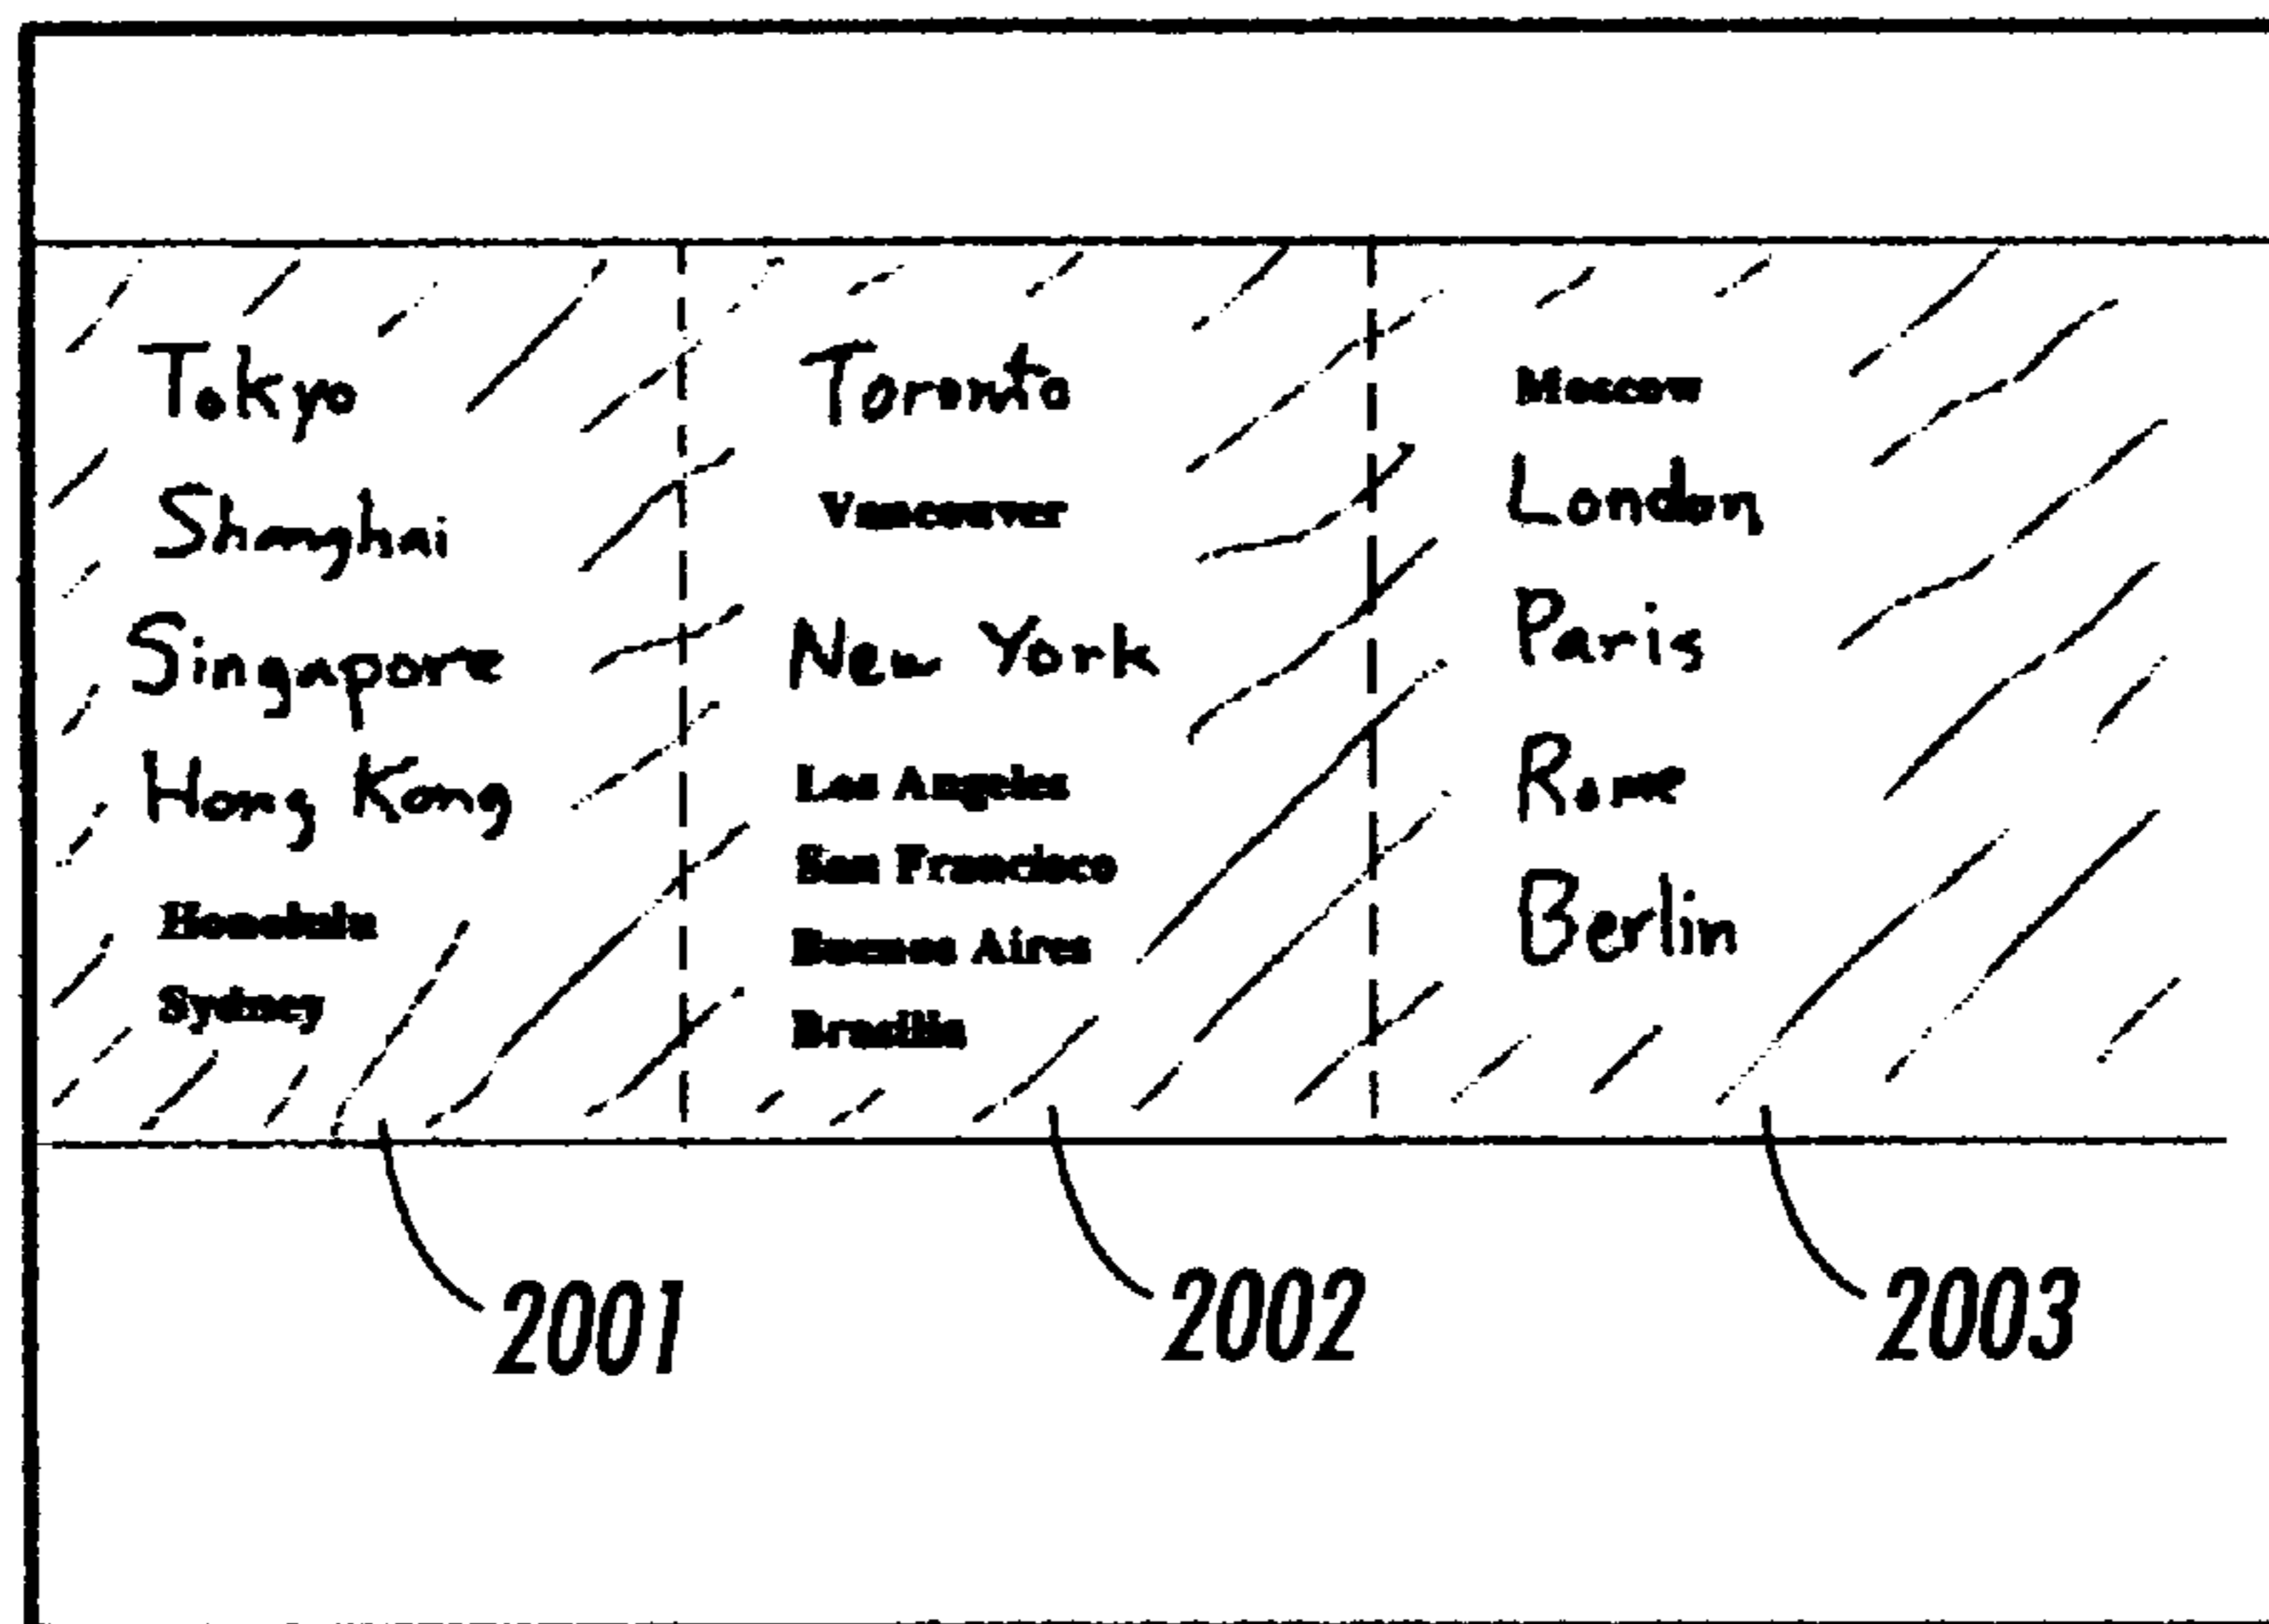 Tokyo
Shanghai
Singapore
Hong Kong
Honolulu
Sydney
Toronto
Vancouver
New York
Los Angeles
San Francisco
Buenos Aires
Brasilia
Moscow
London
Paris
Rome
Berlin
2001
2002
2003